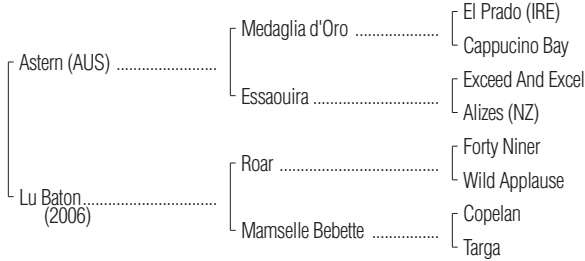 El Prado (IRE)
Medaglia d'Oro ....................
Cappucino Bay
Astern (AUS) ........................
Exceed And Excel
Essaouira ..............................
Alizes (NZ)
Forty Niner
Roar ......................................
Wild Applause
Lu Baton................................
(2006)
Copelan
Mamselle Bebette ................
Targa